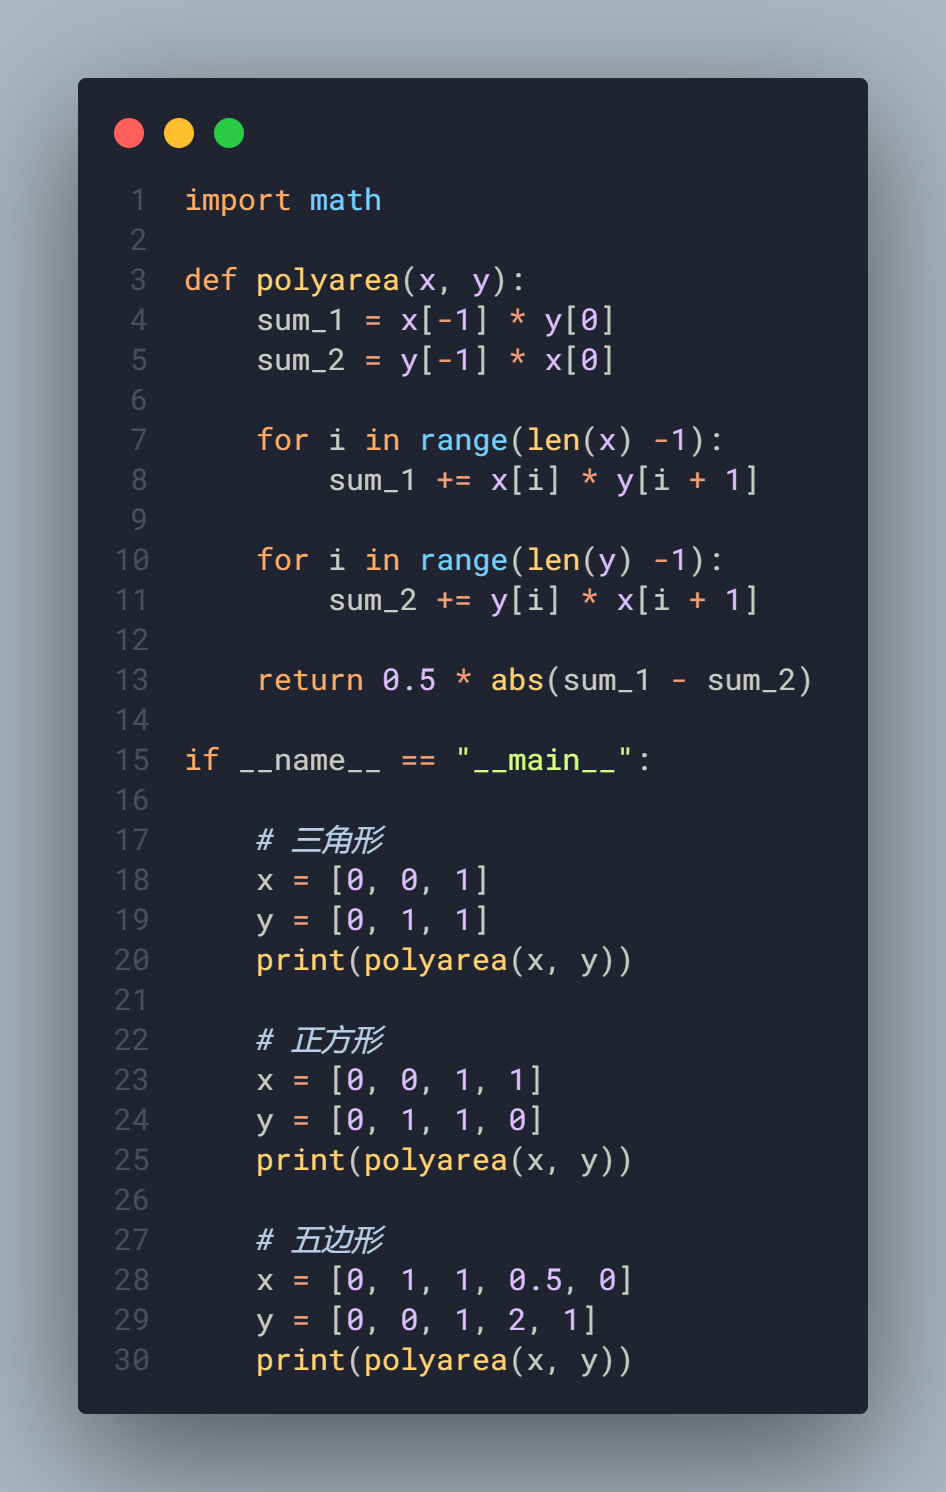 1 import math
2
3 def polyarea(x, y):
4     sum_1 = x[-1] * y[0]
5     sum_2 = y[-1] * x[0]
6
7     for i in range(len(x) -1):
8         sum_1 += x[i] * y[i + 1]
9
10     for i in range(len(y) -1):
11         sum_2 += y[i] * x[i + 1]
12
13     return 0.5 * abs(sum_1 - sum_2)
14
15 if __name__ == "__main__":
16
17     # 三角形
18     x = [0, 0, 1]
19     y = [0, 1, 1]
20     print(polyarea(x, y))
21
22     # 正方形
23     x = [0, 0, 1, 1]
24     y = [0, 1, 1, 0]
25     print(polyarea(x, y))
26
27     # 五边形
28     x = [0, 1, 1, 0.5, 0]
29     y = [0, 0, 1, 2, 1]
30     print(polyarea(x, y))